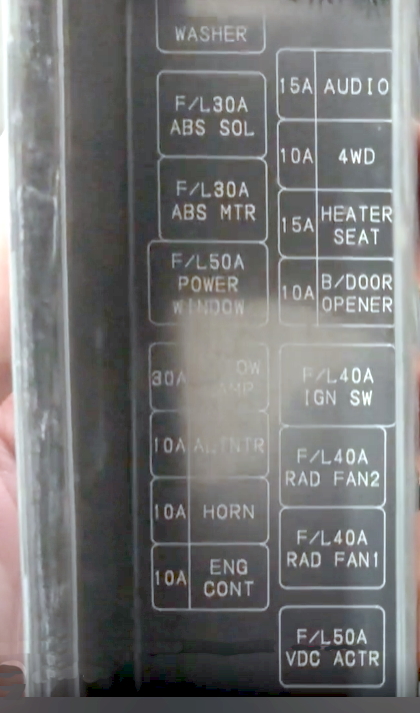 WASHER
F/L30A
ABS SOL
F/L30A
ABS MTR
F/L50A
POWER
WINDOW
30A
10A ALTNTR
10A HORN
10A ENG
CONT
15A AUDIO
10A 4WD
15A HEATER
SEAT
10A B/DOOR
OPENER
F/L40A
IGN SW
F/L40A
RAD FAN2
F/L40A
RAD FAN1
F/L50A
VDC ACTR